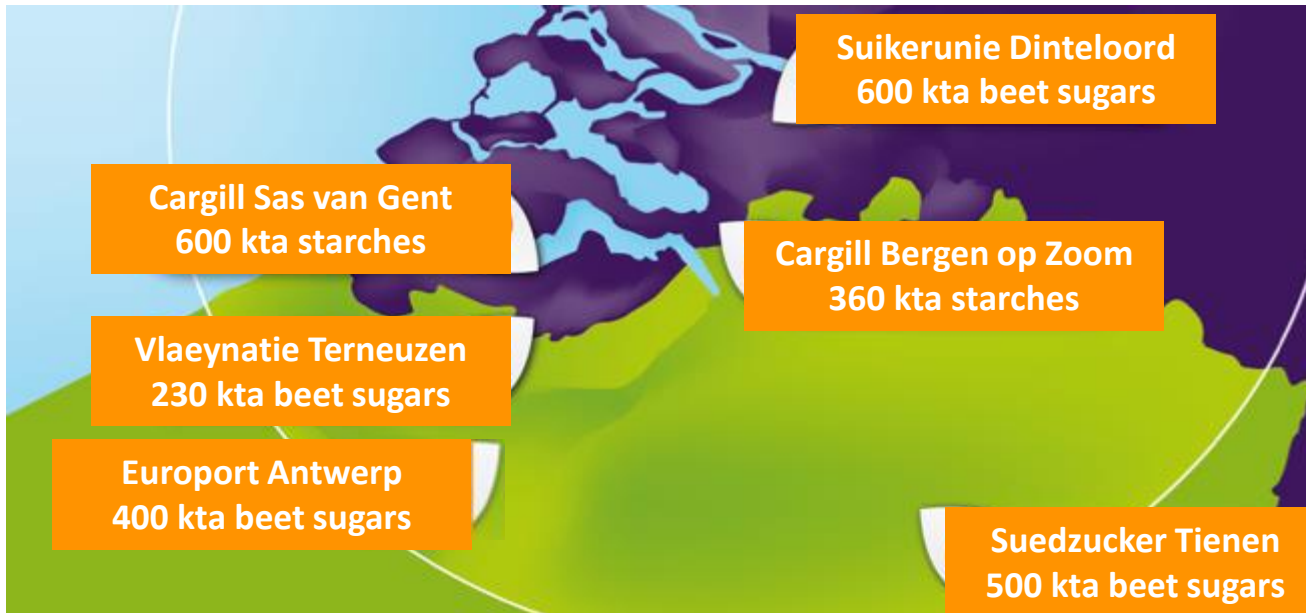 Suikerunie Dinteloord
600 kta beet sugars
Cargill Sas van Gent
600 kta starches
Cargill Bergen op Zoom
360 kta starches
Vlaeynatie Terneuzen
230 kta beet sugars
Europort Antwerp
400 kta beet sugars
Suedzucker Tienen
500 kta beet sugars